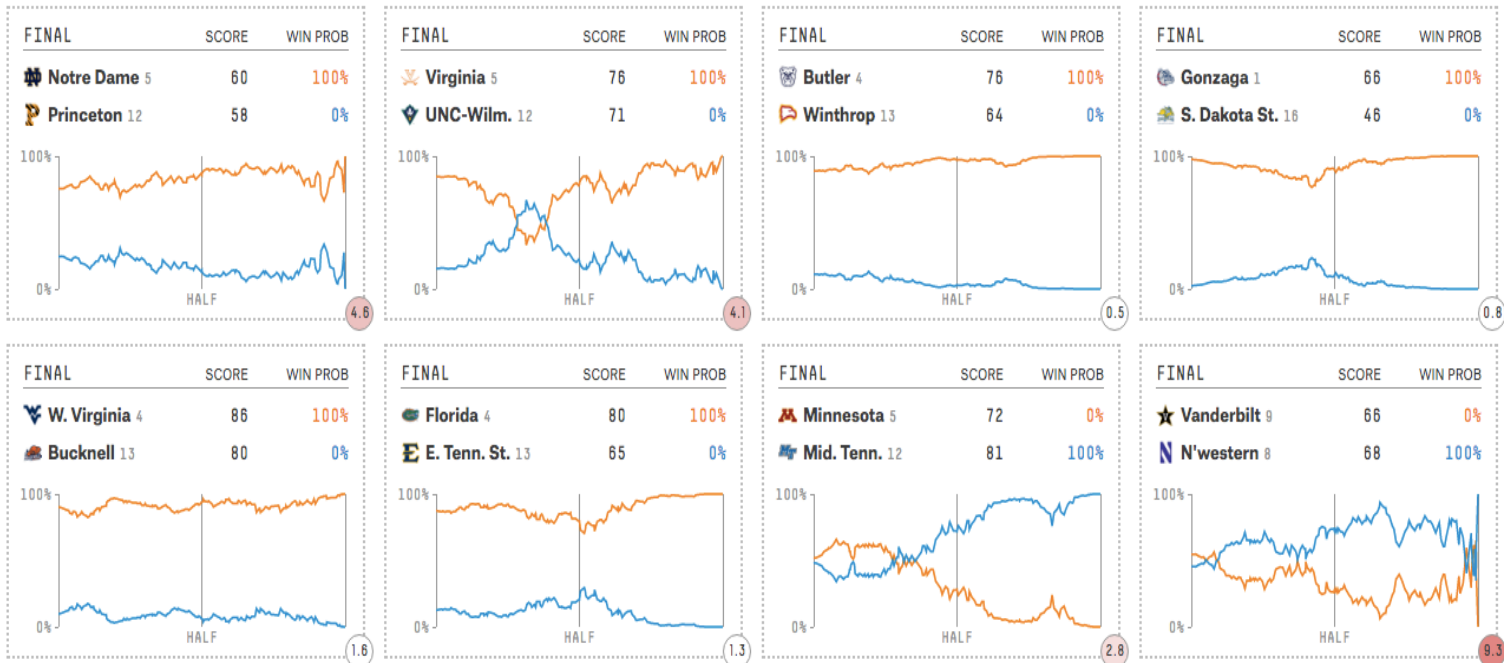 FINAL SCORE WIN PROB
Notre Dame 5 60 100%
Princeton 12 58 0%
100%
0%
HALF
4.6
FINAL SCORE WIN PROB
Virginia 5 76 100%
UNC-Wilm. 12 71 0%
100%
0%
HALF
4.1
FINAL SCORE WIN PROB
Butler 4 76 100%
Winthrop 13 64 0%
100%
0%
HALF
0.5
FINAL SCORE WIN PROB
Gonzaga 1 66 100%
S. Dakota St. 16 46 0%
100%
0%
HALF
0.8
FINAL SCORE WIN PROB
W. Virginia 4 86 100%
Bucknell 13 80 0%
100%
0%
HALF
1.6
FINAL SCORE WIN PROB
Florida 4 80 100%
E. Tenn. St. 13 65 0%
100%
0%
HALF
1.3
FINAL SCORE WIN PROB
Minnesota 5 72 0%
Mid. Tenn. 12 81 100%
100%
0%
HALF
2.8
FINAL SCORE WIN PROB
Vanderbilt 9 66 0%
N'western 8 68 100%
100%
0%
HALF
9.3